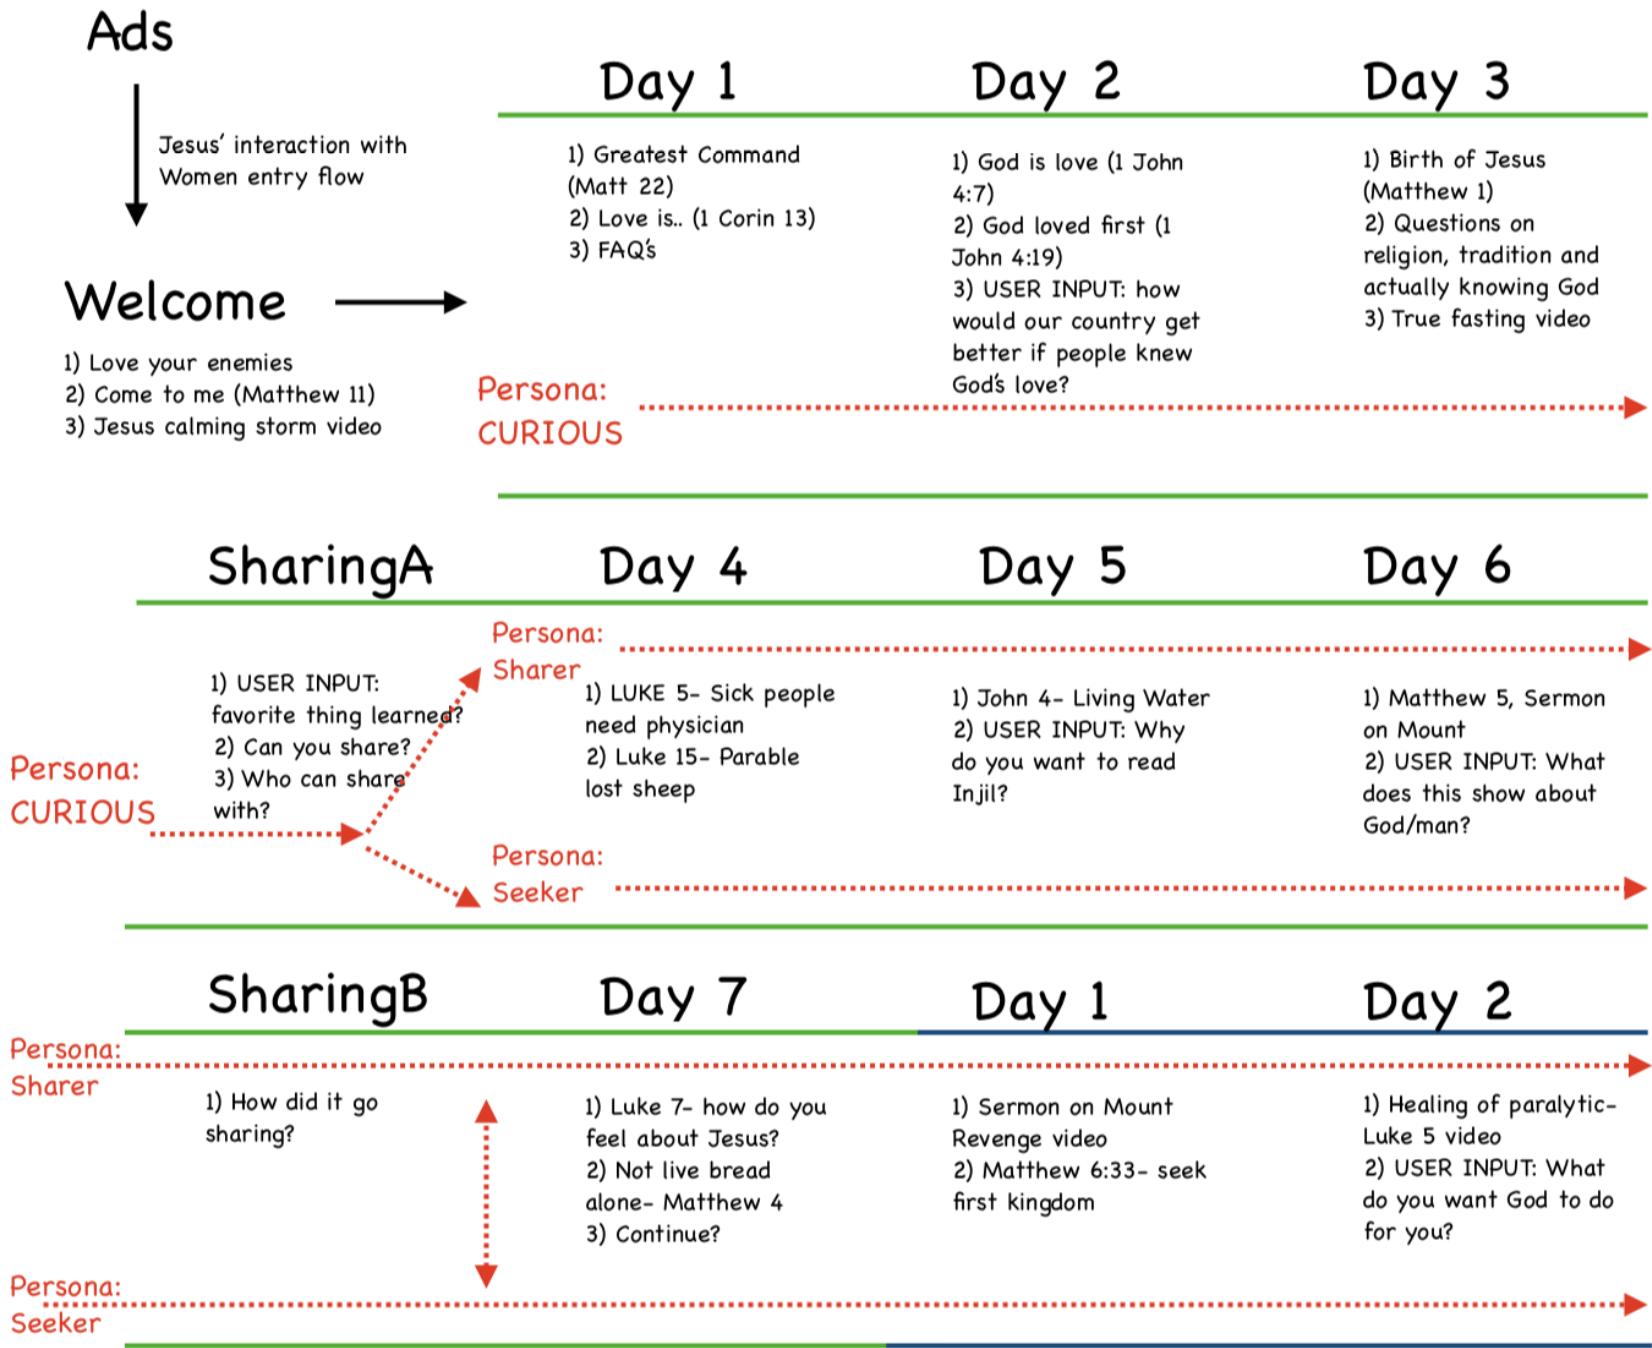 Ads
Jesus' interaction with
Women entry flow
Welcome
1) Love your enemies
2) Come to me (Matthew 11)
3) Jesus calming storm video
Day 1
1) Greatest Command
(Matt 22)
2) Love is.. (1 Corin 13)
3) FAQ's
Day 2
1) God is love (1 John
4:7)
2) God loved first (1
John 4:19)
3) USER INPUT: how
would our country get
better if people knew
God's love?
Day 3
1) Birth of Jesus
(Matthew 1)
2) Questions on
religion, tradition and
actually knowing God
3) True fasting video
Persona:
CURIOUS
SharingA
1) USER INPUT:
favorite thing learned?
2) Can you share?
3) Who can share
with?
Persona:
CURIOUS
Persona:
Sharer
Day 4
1) LUKE 5- Sick people
need physician
2) Luke 15- Parable
lost sheep
Day 5
1) John 4- Living Water
2) USER INPUT: Why
do you want to read
Injil?
Day 6
1) Matthew 5, Sermon
on Mount
2) USER INPUT: What
does this show about
God/man?
Persona:
Seeker
SharingB
Persona:
Sharer
1) How did it go
sharing?
Day 7
1) Luke 7- how do you
feel about Jesus?
2) Not live bread
alone- Matthew 4
3) Continue?
Day 1
1) Sermon on Mount
Revenge video
2) Matthew 6:33- seek
first kingdom
Day 2
1) Healing of paralytic-
Luke 5 video
2) USER INPUT: What
do you want God to do
for you?
Persona:
Seeker